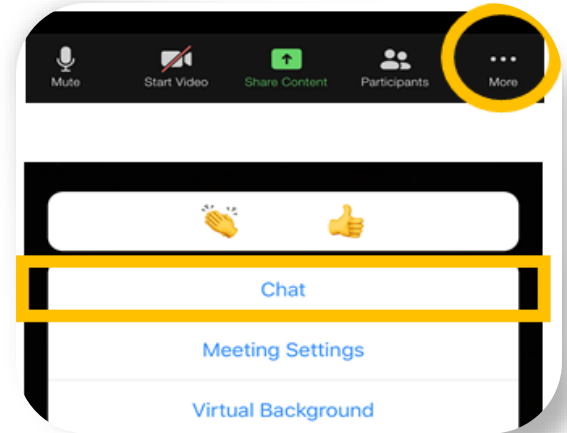 Mute Start Video Share Content Participants More
Chat
Meeting Settings
Virtual Background